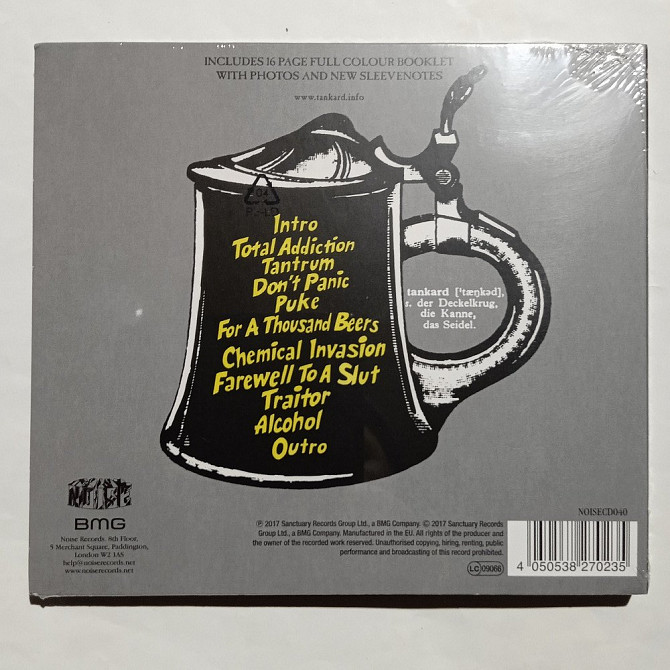 INCLUDES 16 PAGE FULL COLOUR BOOKLET
WITH PHOTOS AND NEW SLEEVENOTES
www.tankard.info
04
Intro
Total Addiction
Tantrum
Don't Panic
Puke
For A Thousand Beers
Chemical Invasion
Farewell To A Slut
Traitor
Alcohol
Outro
tankard ['tæŋkəd],
s. der Deckelkrug,
die Kanne,
das Seidel.
NOISE
BMG
Noise Records. 8th Floor.
5 Merchant Square, Paddington,
London W2 1AS
help@noiserecords.net
www.noiserecords.net
℗ 2017 Sanctuary Records Group Ltd., a BMG Company. © 2017 Sanctuary Records
Group Ltd., a BMG Company. Manufactured in the EU. All rights of the producer and
the owner of the recorded work reserved. Unauthorised copying, hiring, renting, public
performance and broadcasting of this record prohibited.
LC 09066
NOISECD040
4 050538 270235